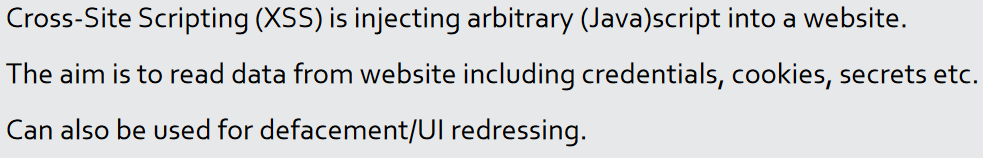 Cross-Site Scripting (XSS) is injecting arbitrary (Java)script into a website.
The aim is to read data from website including credentials, cookies, secrets etc.
Can also be used for defacement/UI redressing.